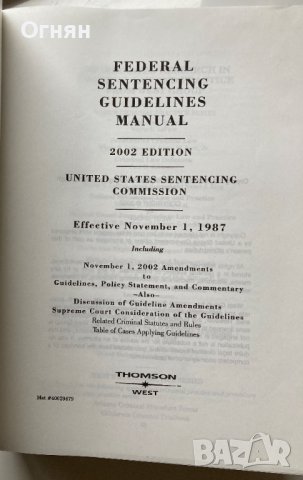 Огнян
FEDERAL
SENTENCING
GUIDELINES
MANUAL
2002 EDITION
UNITED STATES SENTENCING
COMMISSION
Effective November 1, 1987
Including
November 1, 2002 Amendments
to
Guidelines, Policy Statement, and Commentary
–Also–
Discussion of Guideline Amendments
Supreme Court Consideration of the Guidelines
Related Criminal Statutes and Rules
Table of Cases Applying Guidelines
THOMSON
WEST
Mat #40029679
BAZAR
bg